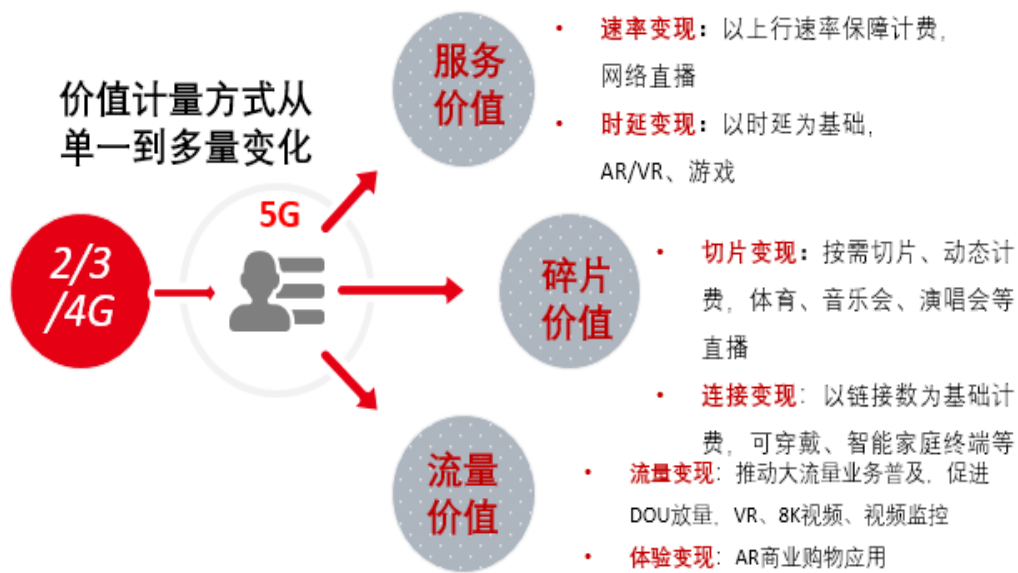 价值计量方式从
单一到多量变化
2/3
/4G
5G
服务
价值
• 速率变现：以上行速率保障计费，
网络直播
• 时延变现：以时延为基础，
AR/VR、游戏
碎片
价值
• 切片变现：按需切片、动态计
费，体育、音乐会、演唱会等
直播
• 连接变现：以链接数为基础计
费，可穿戴、智能家庭终端等
流量
价值
• 流量变现：推动大流量业务普及，促进
DOU放量，VR、8K视频、视频监控
• 体验变现：AR商业购物应用